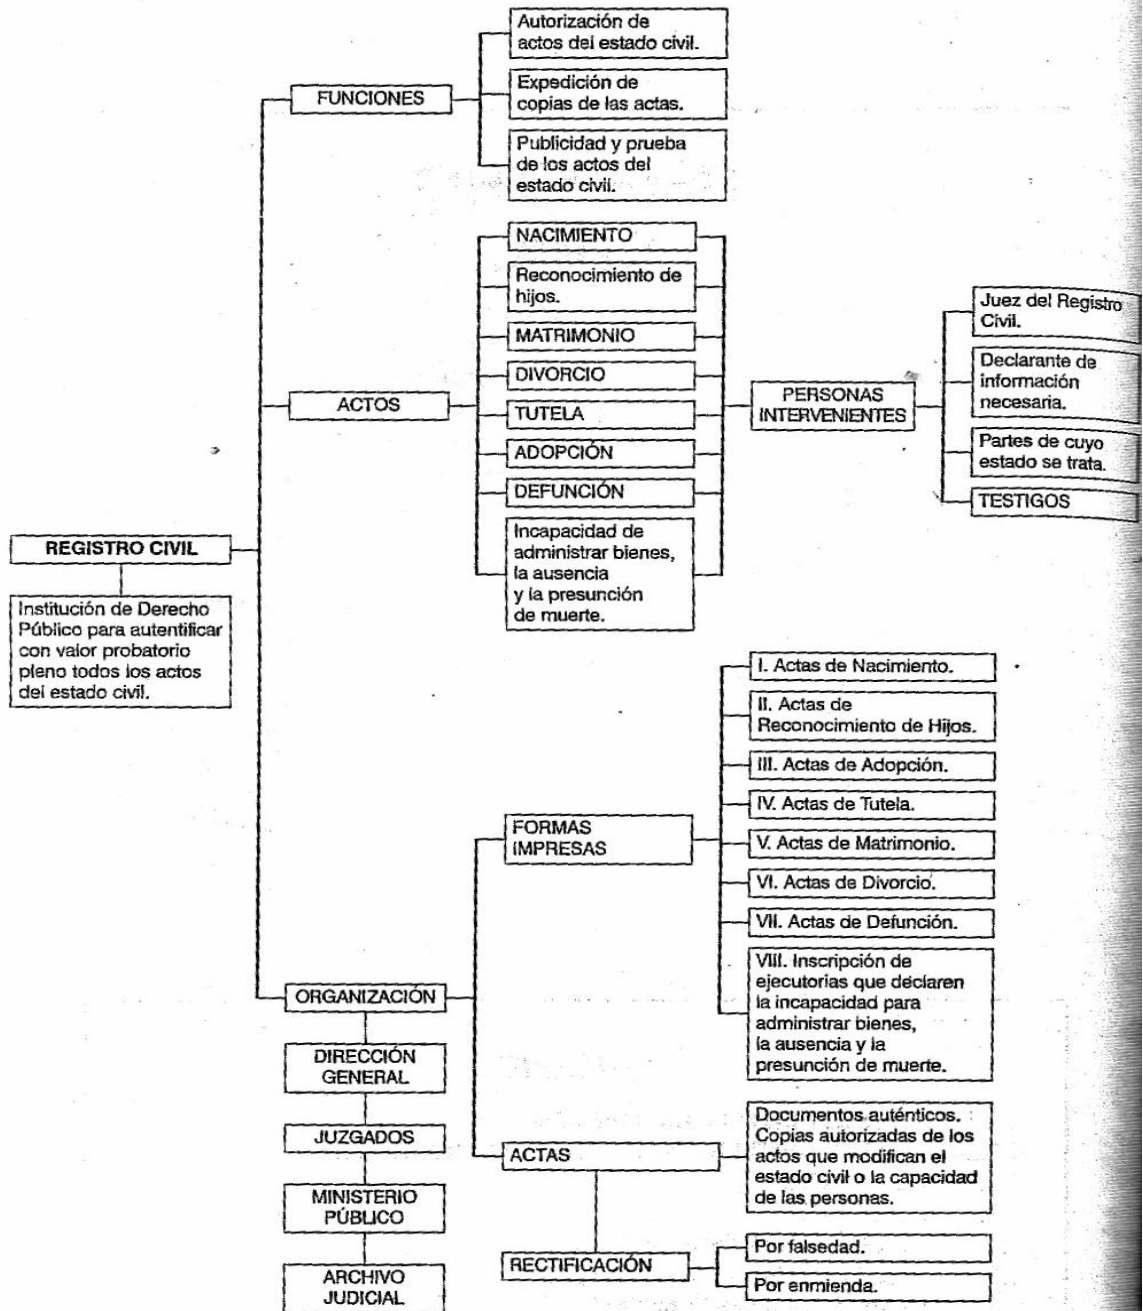 REGISTRO CIVIL
Institución de Derecho
Público para autentificar
con valor probatorio
pleno todos los actos
del estado civil.
FUNCIONES
Autorización de
actos del estado civil.
Expedición de
copias de las actas.
Publicidad y prueba
de los actos del
estado civil.
ACTOS
NACIMIENTO
Reconocimiento de
hijos.
MATRIMONIO
DIVORCIO
TUTELA
ADOPCIÓN
DEFUNCIÓN
Incapacidad de
administrar bienes,
la ausencia
y la presunción
de muerte.
PERSONAS
INTERVENIENTES
Juez del Registro
Civil.
Declarante de
información
necesaria.
Partes de cuyo
estado se trata.
TESTIGOS
ORGANIZACIÓN
DIRECCIÓN
GENERAL
JUZGADOS
MINISTERIO
PÚBLICO
ARCHIVO
JUDICIAL
FORMAS
IMPRESAS
I. Actas de Nacimiento.
II. Actas de
Reconocimiento de Hijos.
III. Actas de Adopción.
IV. Actas de Tutela.
V. Actas de Matrimonio.
VI. Actas de Divorcio.
VII. Actas de Defunción.
VIII. Inscripción de
ejecutorias que declaren
la incapacidad para
administrar bienes,
la ausencia y la
presunción de muerte.
ACTAS
Documentos auténticos.
Copias autorizadas de los
actos que modifican el
estado civil o la capacidad
de las personas.
RECTIFICACIÓN
Por falsedad.
Por enmienda.